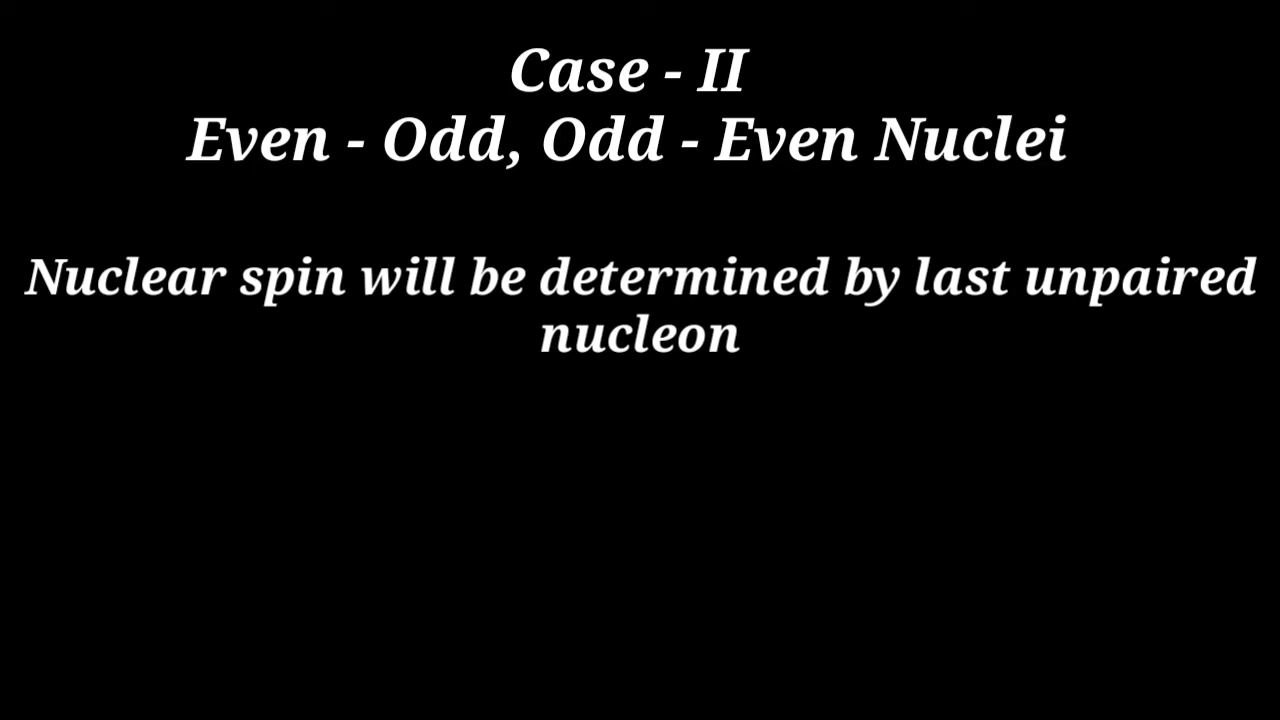 Case - II
Even - Odd, Odd - Even Nuclei
Nuclear spin will be determined by last unpaired
nucleon